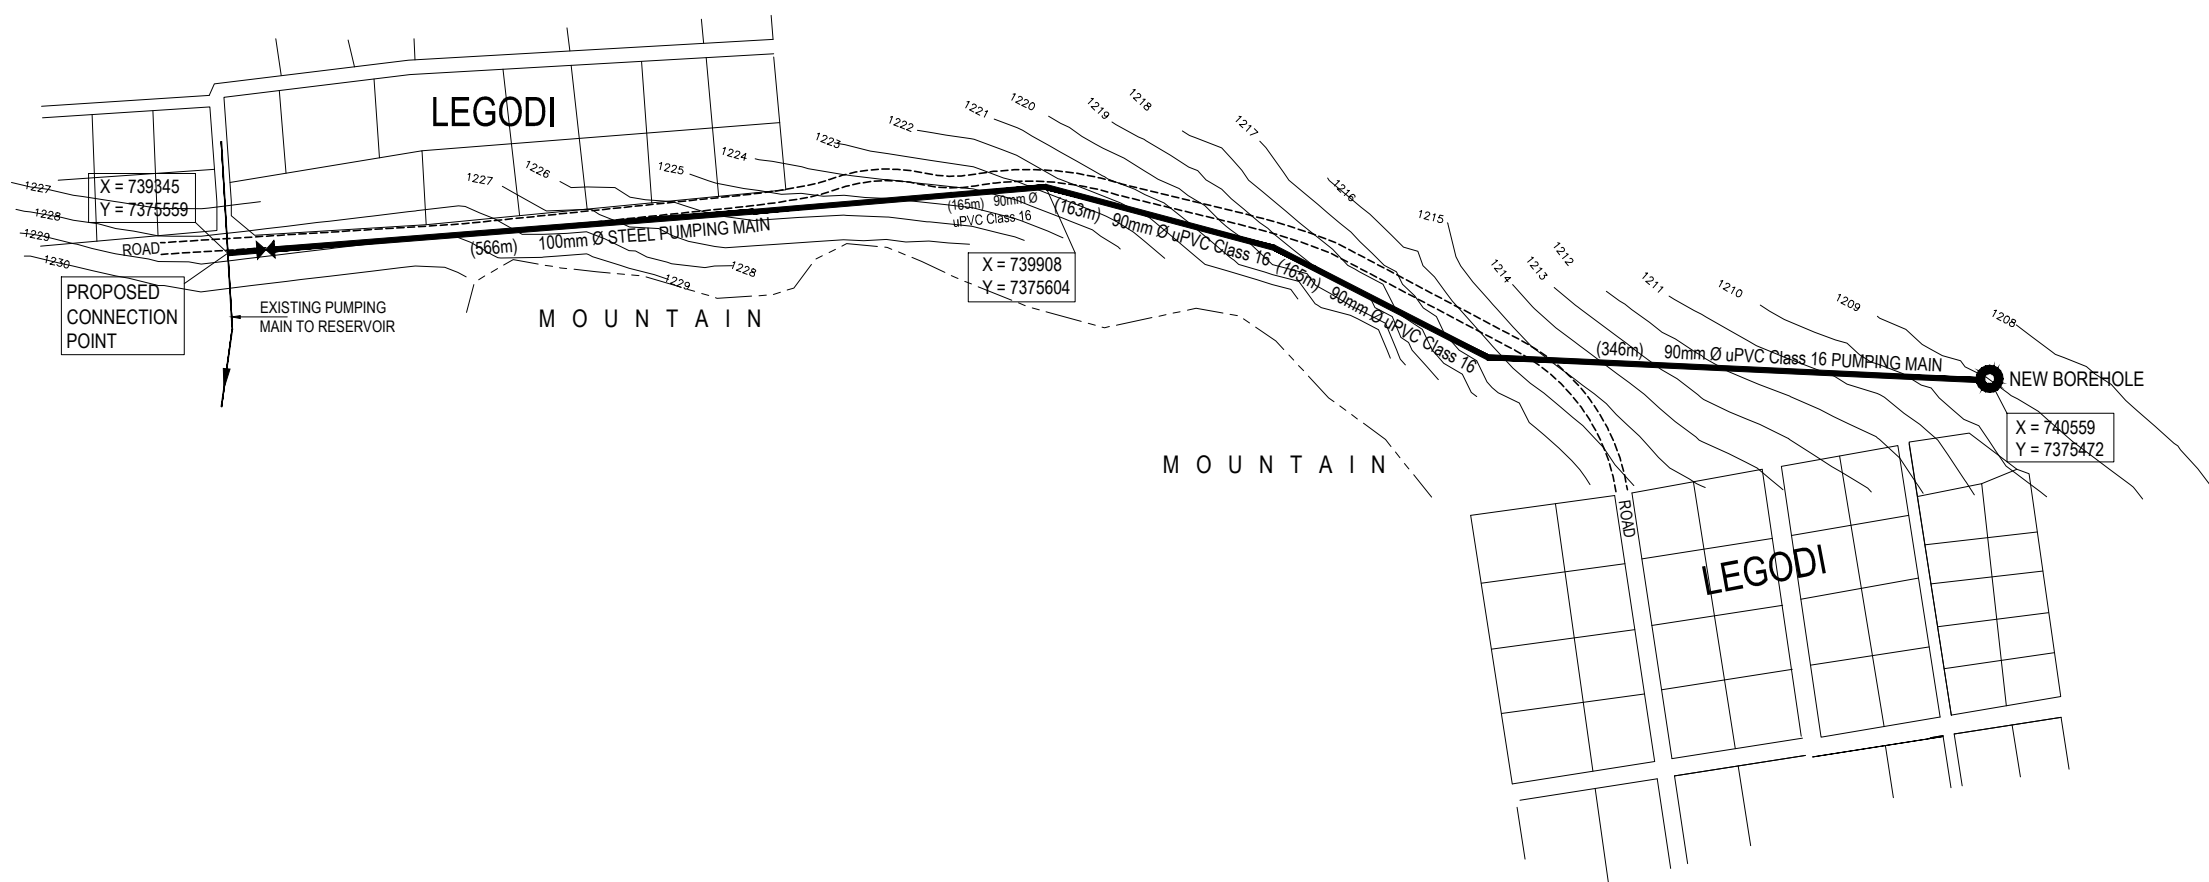 LEGODI
1227
1228
1229
1230
X = 739345
Y = 7375559
ROAD
PROPOSED
CONNECTION
POINT
EXISTING PUMPING
MAIN TO RESERVOIR
1227
1226
1225
1224
1223
1222
1221
1220
1219
1218
1217
1216
1215
1214
1213
1212
1211
1210
1209
1208
(566m) 100mm Ø STEEL PUMPING MAIN
1228
1229
(165m) 90mm Ø
uPVC Class 16
(163m) 90mm Ø uPVC Class 16
(165m) 90mm Ø uPVC Class 16
(346m) 90mm Ø uPVC Class 16 PUMPING MAIN
X = 739908
Y = 7375604
NEW BOREHOLE
X = 740559
Y = 7375472
MOUNTAIN
MOUNTAIN
ROAD
LEGODI